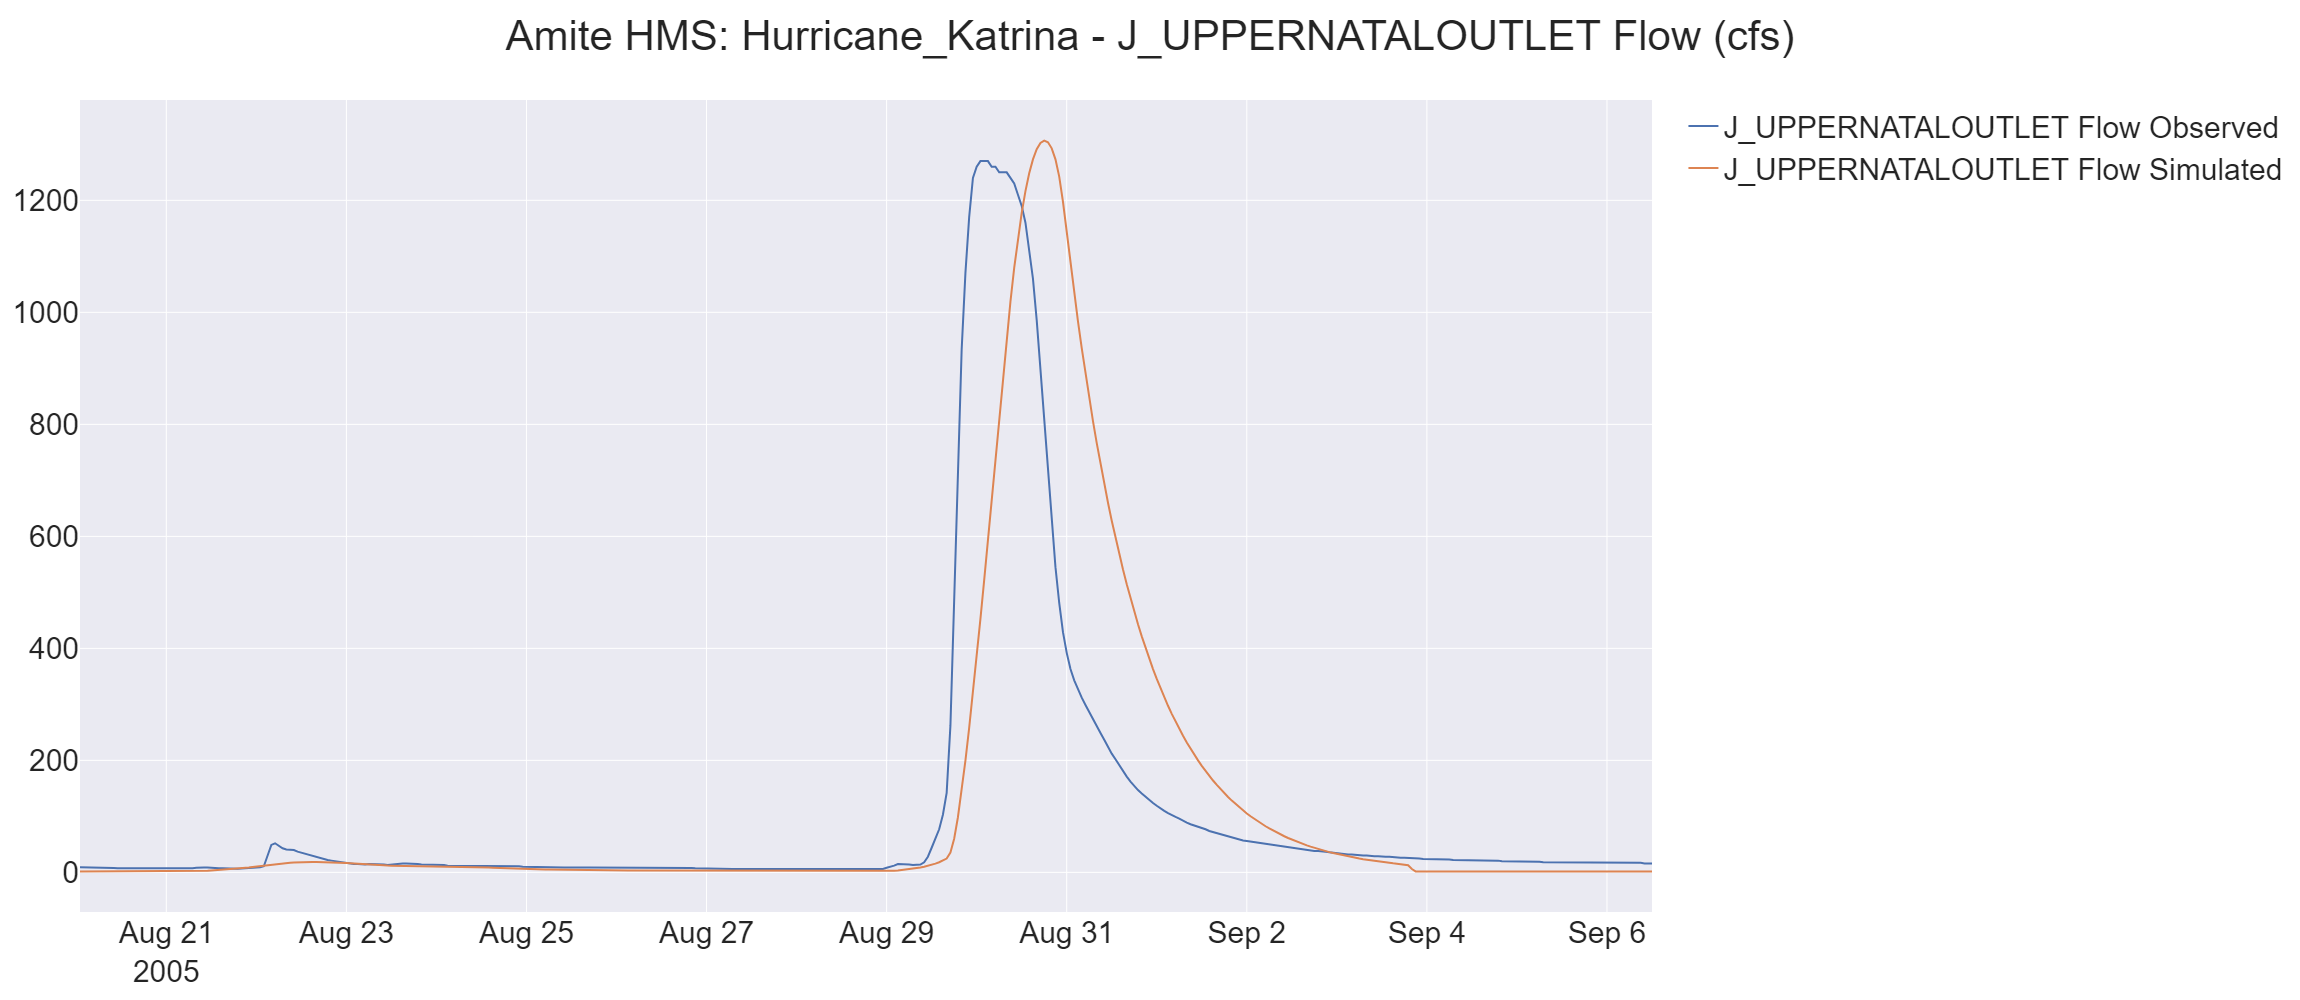 Amite HMS: Hurricane_Katrina - J_UPPERNATALOUTLET Flow (cfs)
J_UPPERNATALOUTLET Flow Observed
J_UPPERNATALOUTLET Flow Simulated
1200
1000
800
600
400
200
0
Aug 21 Aug 23 Aug 25 Aug 27 Aug 29 Aug 31 Sep 2 Sep 4 Sep 6
2005